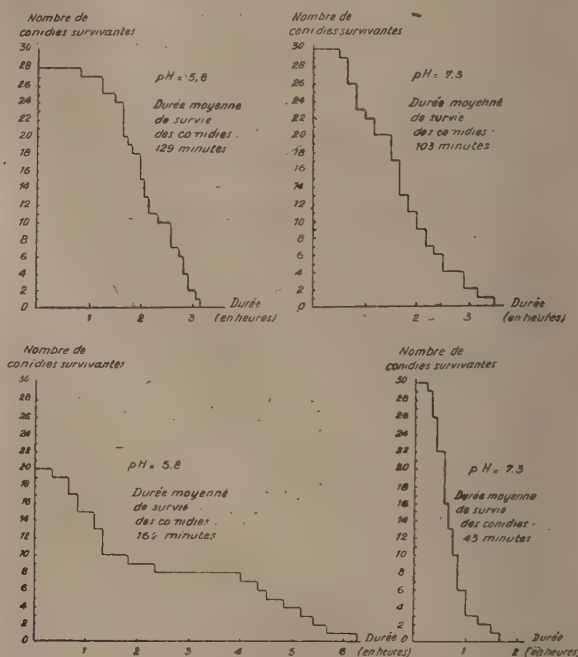 Nombre de
conidies survivantes
30
28
26
24
22
20
18
16
14
12
10
8
6
4
2
0
pH = 5,8
Durée moyenne
de survie
des conidies.
129 minutes
1 2 3
Durée
(en heures)
Nombre de
conidies survivantes
30
28
26
24
22
20
18
16
14
12
10
8
6
4
2
0
pH = 7.3
Durée moyenne
de survie
des conidies.
103 minutes
1 2 3
Durée
(en heures)
Nombre de
conidies survivantes
30
28
26
24
22
20
18
16
14
12
10
8
6
4
2
0
pH = 5,8
Durée moyenne
de survie
des conidies.
minutes
1 2 3 4 5 6
Durée
(en heures)
Nombre de
conidies survivantes
30
28
26
24
22
20
18
16
14
12
10
8
6
4
2
0
pH = 7.3
Durée moyenne
de survie
des conidies.
minutes
1 2
Durée
(en heures)